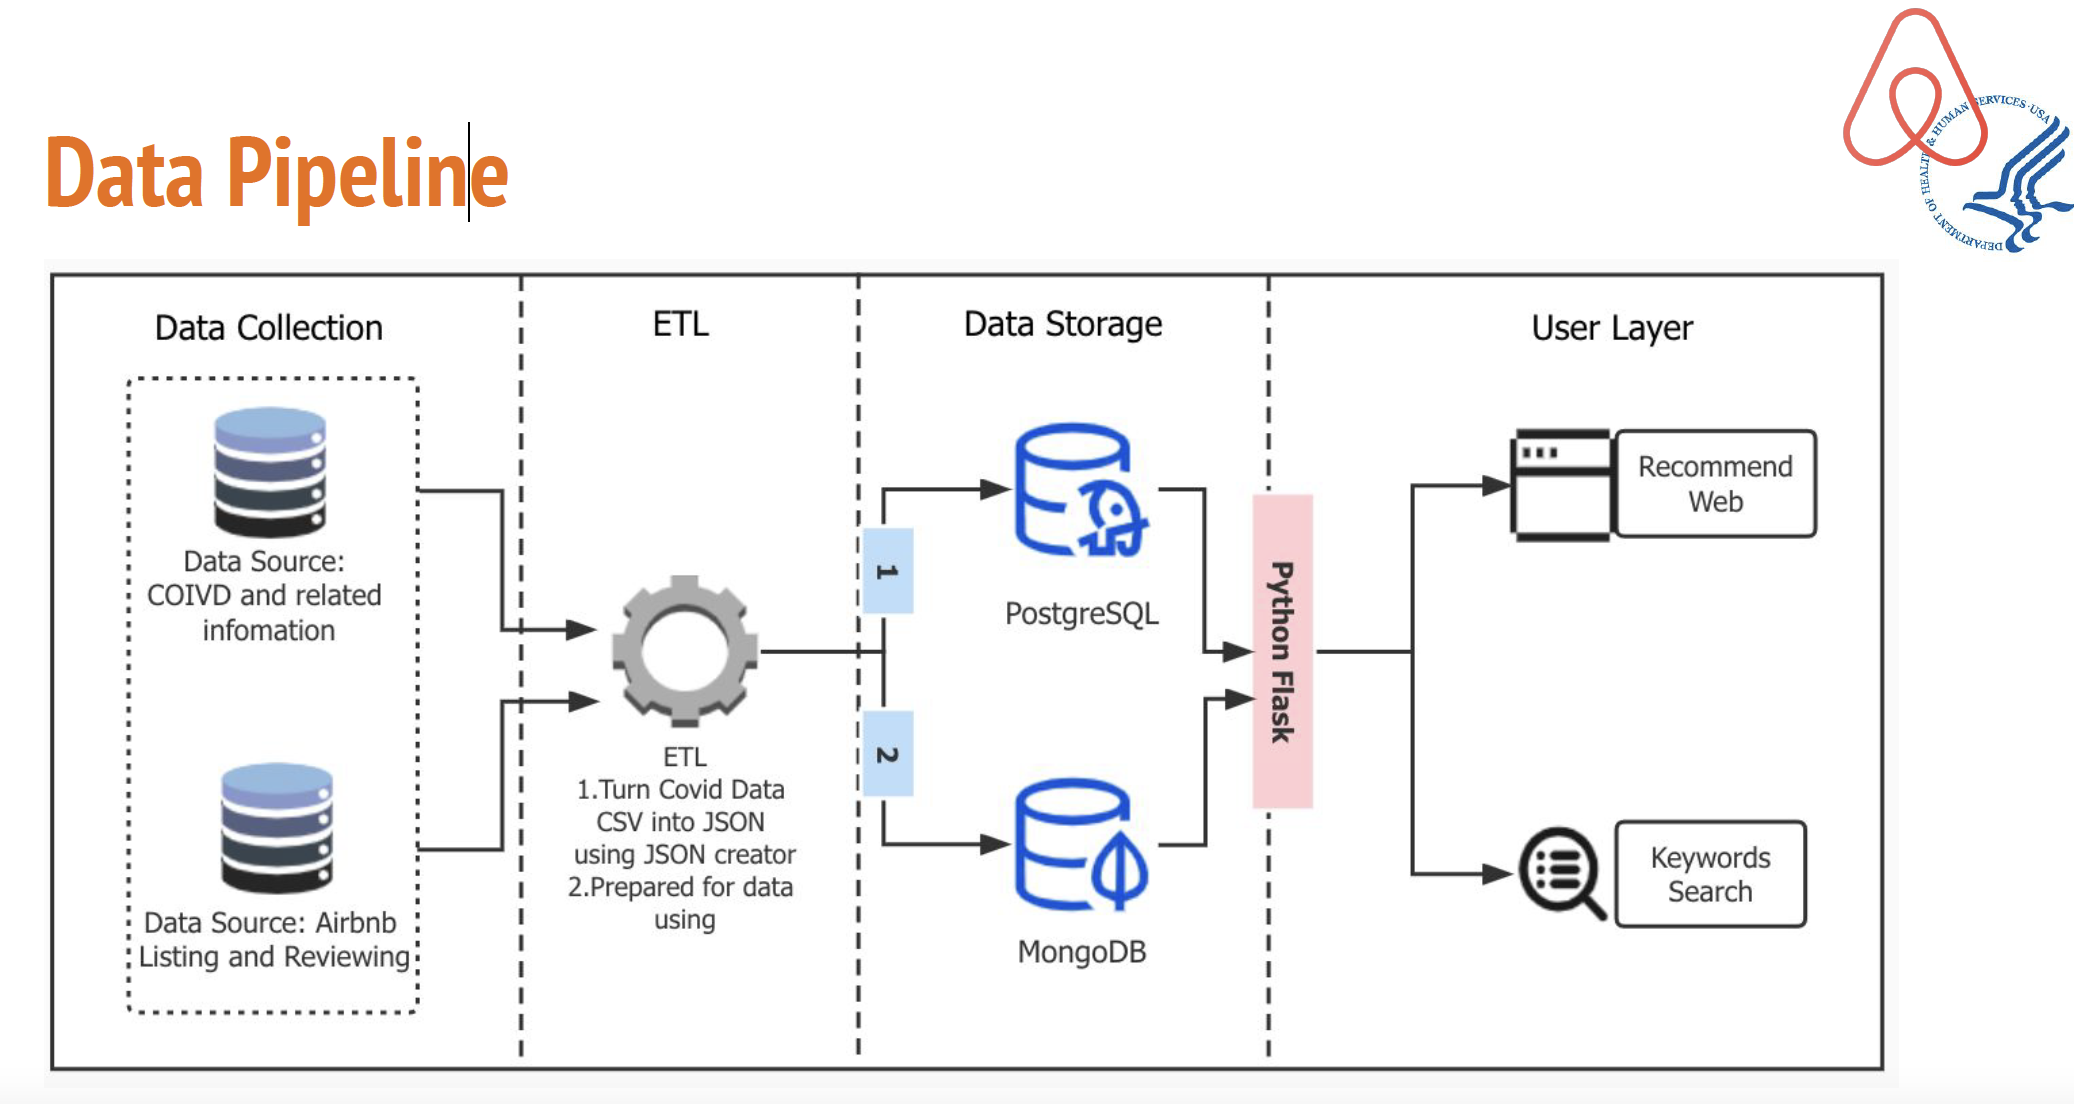 Data Pipeline
DEPARTMENT OF HEALTH & HUMAN SERVICES·USA
Data Collection
ETL
Data Storage
User Layer
Data Source:
COIVD and related
infomation
Data Source: Airbnb
Listing and Reviewing
ETL
1.Turn Covid Data
CSV into JSON
using JSON creator
2.Prepared for data
using
1
2
PostgreSQL
MongoDB
Python Flask
Recommend
Web
Keywords
Search